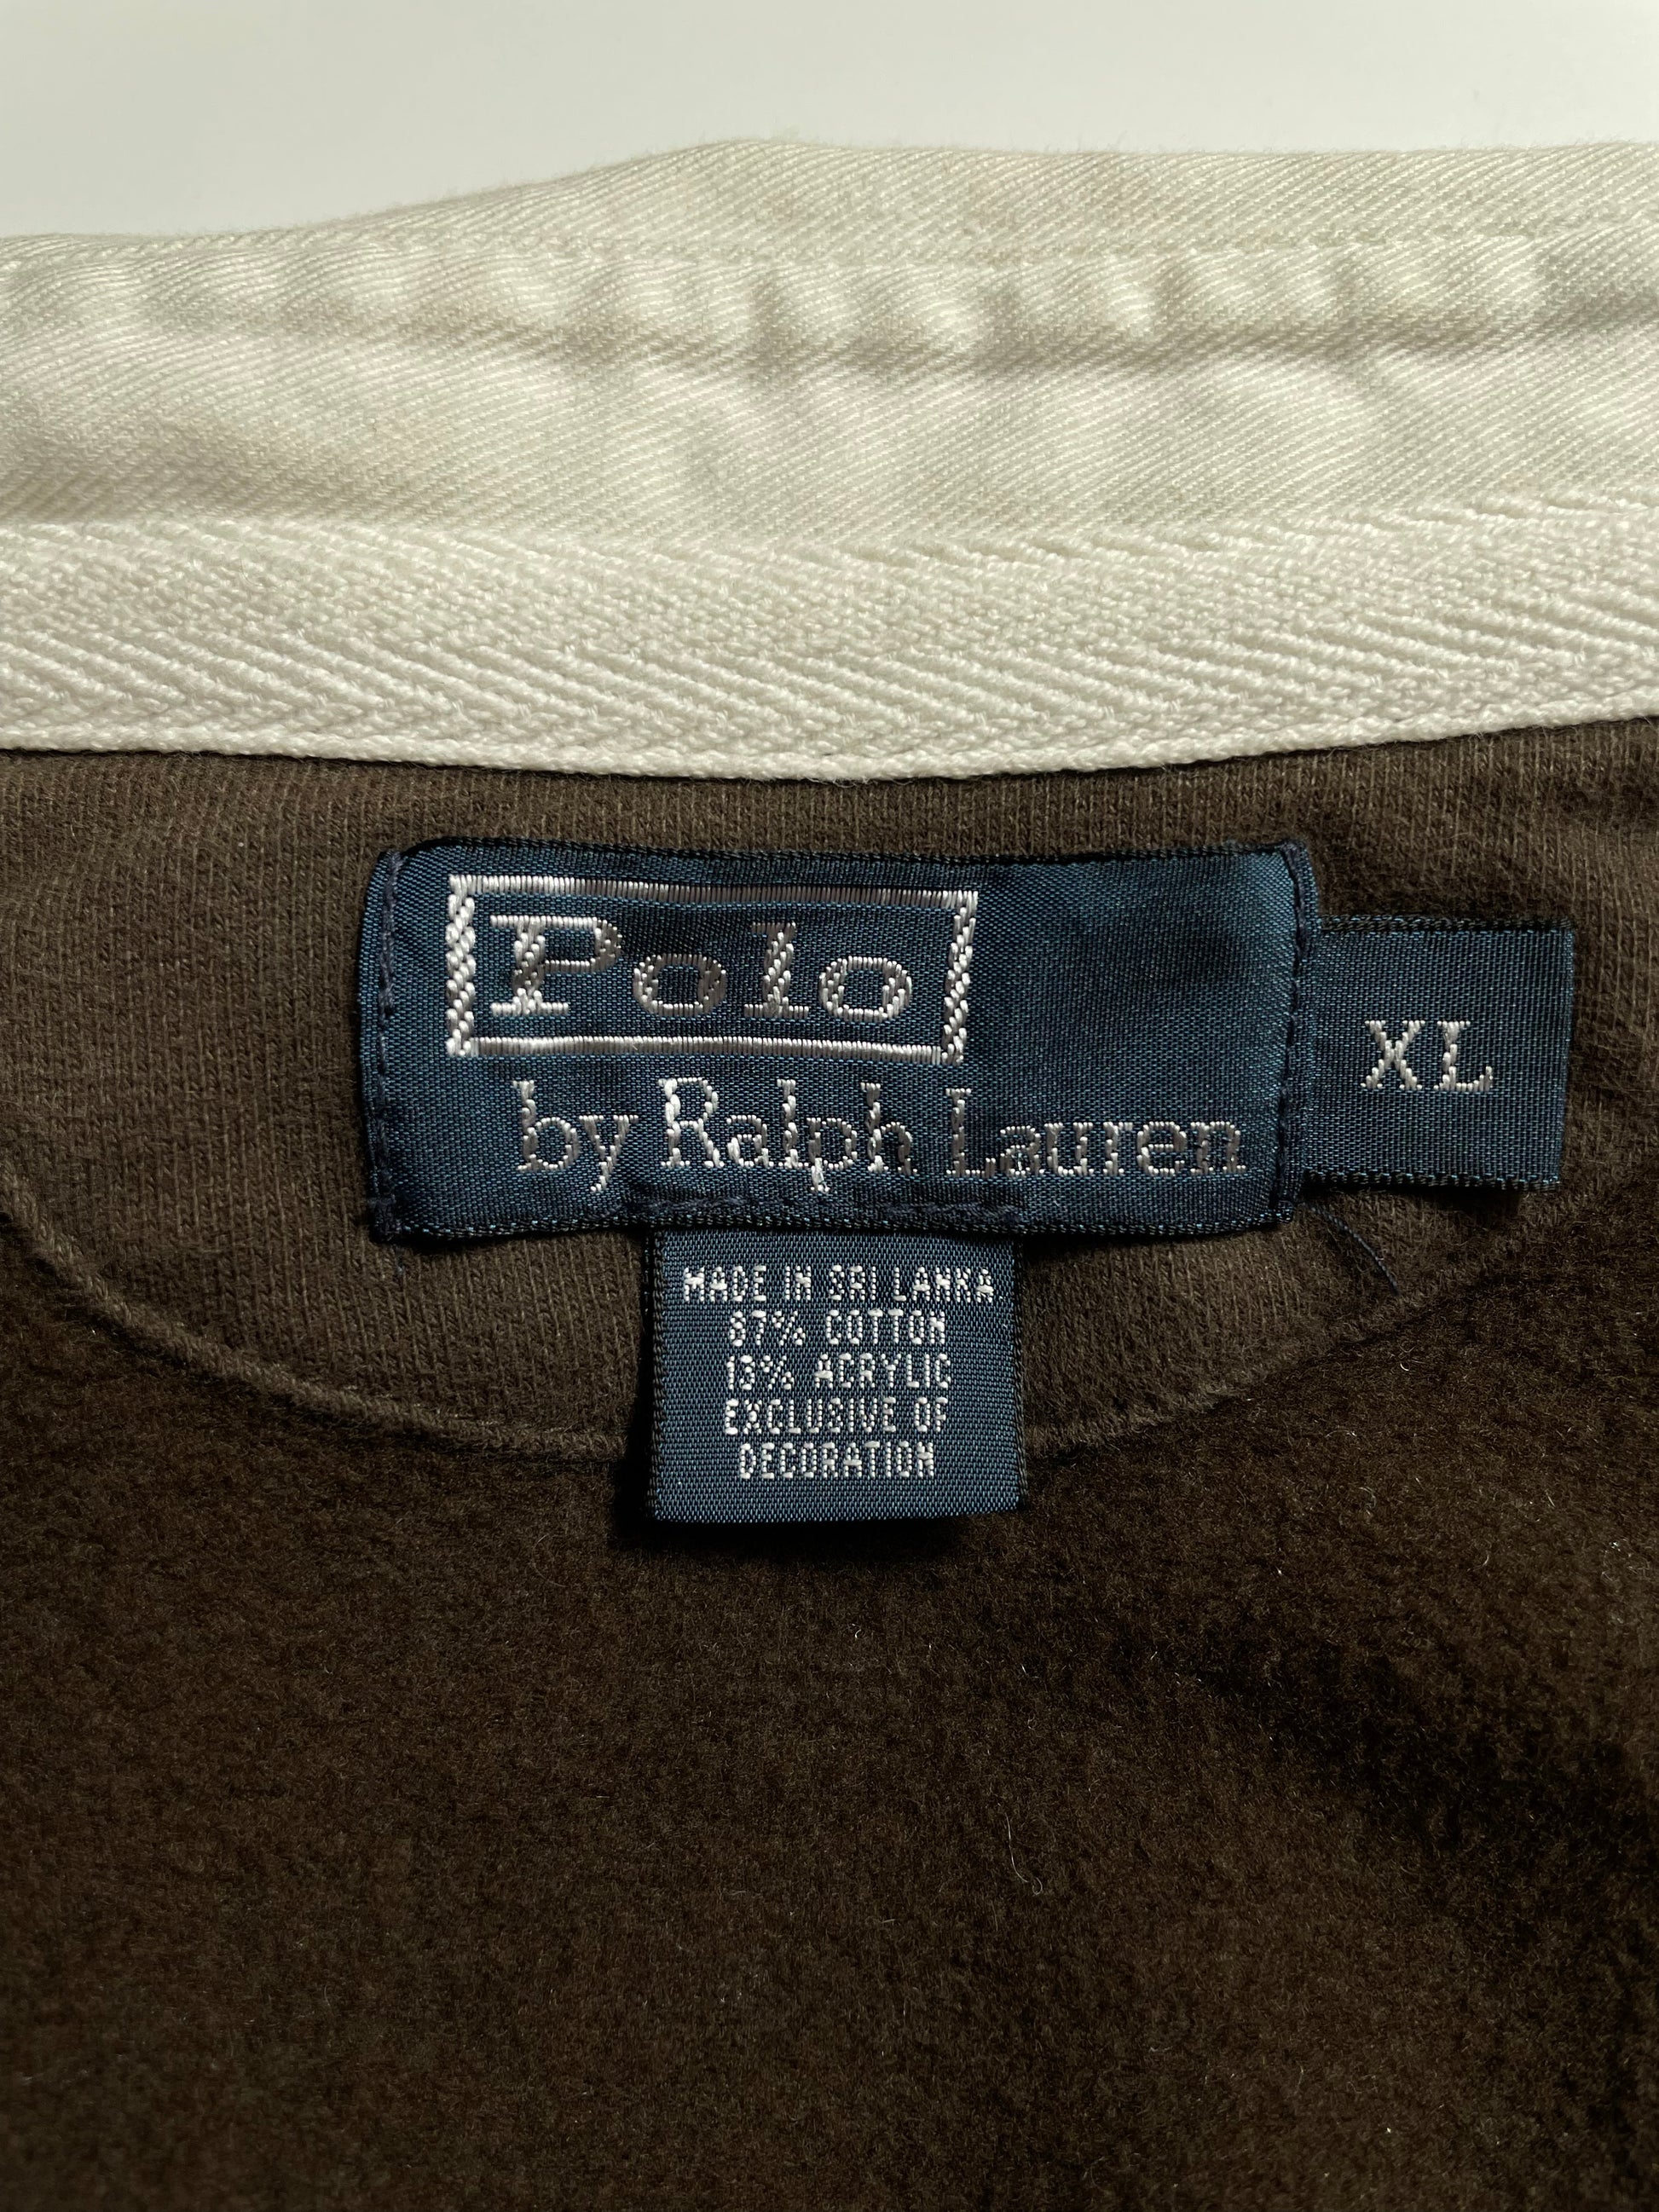 Polo
by Ralph Lauren
XL
MADE IN SRI LANKA
87% COTTON
13% ACRYLIC
EXCLUSIVE OF
DECORATION